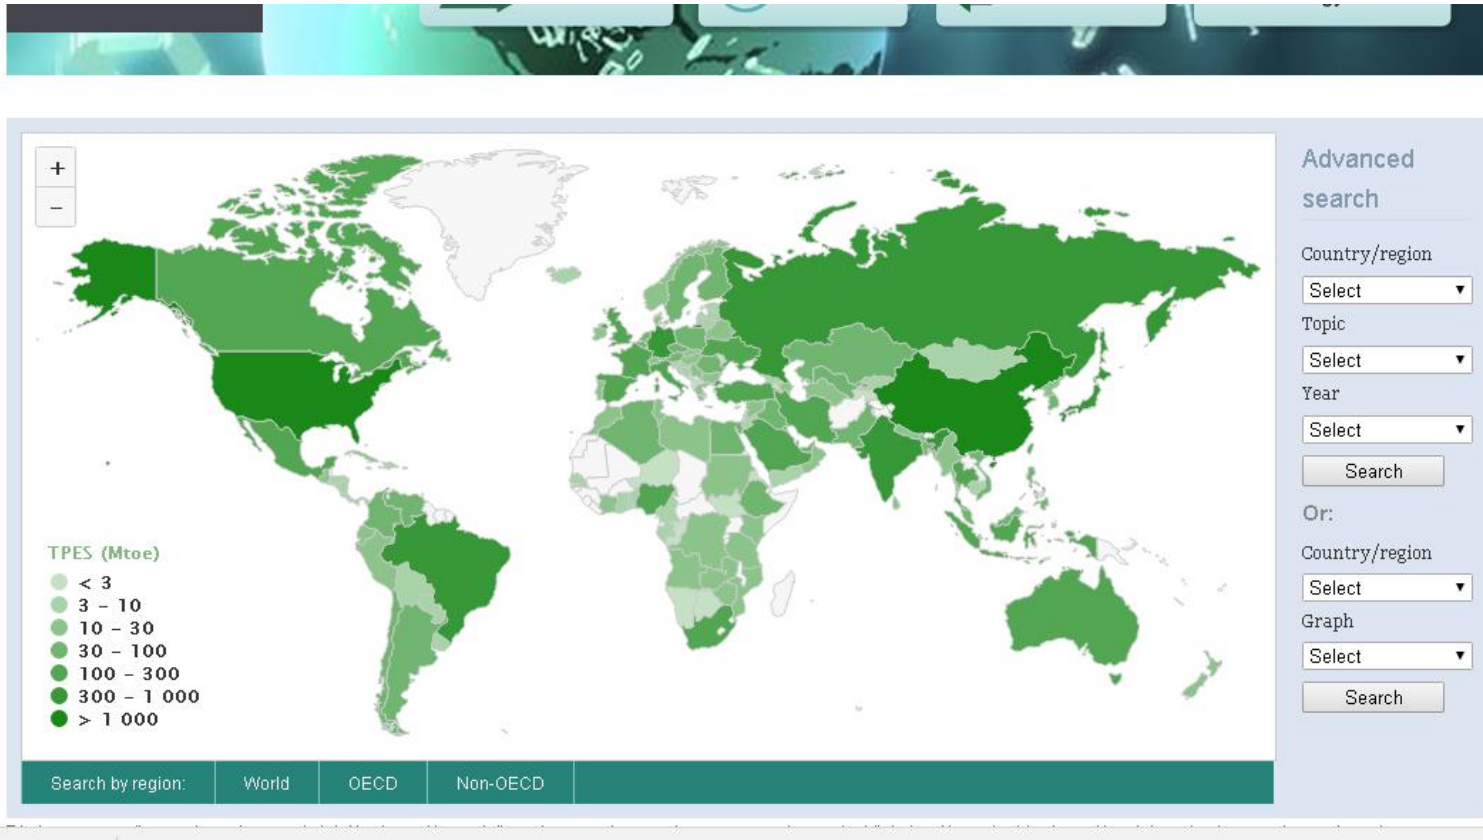 +
−
TPES (Mtoe)
< 3
3 – 10
10 – 30
30 – 100
100 – 300
300 – 1 000
> 1 000
Search by region:
World
OECD
Non-OECD
Advanced
search
Country/region
Select
Topic
Select
Year
Select
Search
Or:
Country/region
Select
Graph
Select
Search